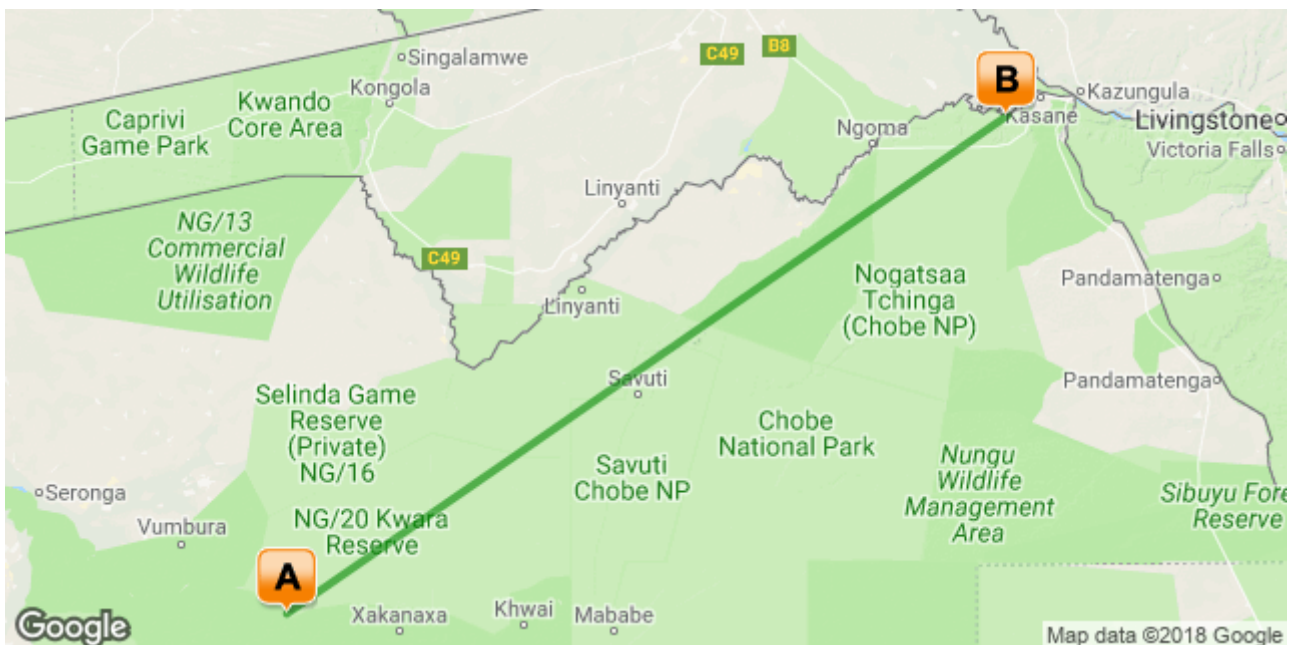 Singalamwe
C49
B8
Kongola
B
Kazungula
Kwando
Core Area
Caprivi
Game Park
Kasane
Livingstone
Ngoma
Victoria Falls
Linyanti
NG/13
Commercial
Wildlife
Utilisation
C49
Linyanti
Nogatsaa
Tchinga
(Chobe NP)
Pandamatenga
Savuti
Pandamatenga
Selinda Game
Reserve
(Private)
NG/16
Chobe
National Park
Savuti
Chobe NP
Nungu
Wildlife
Management
Area
Seronga
Sibuyu Fore
Reserve
Vumbura
NG/20 Kwara
Reserve
A
Xakanaxa
Khwai
Mababe
Google
Map data ©2018 Google